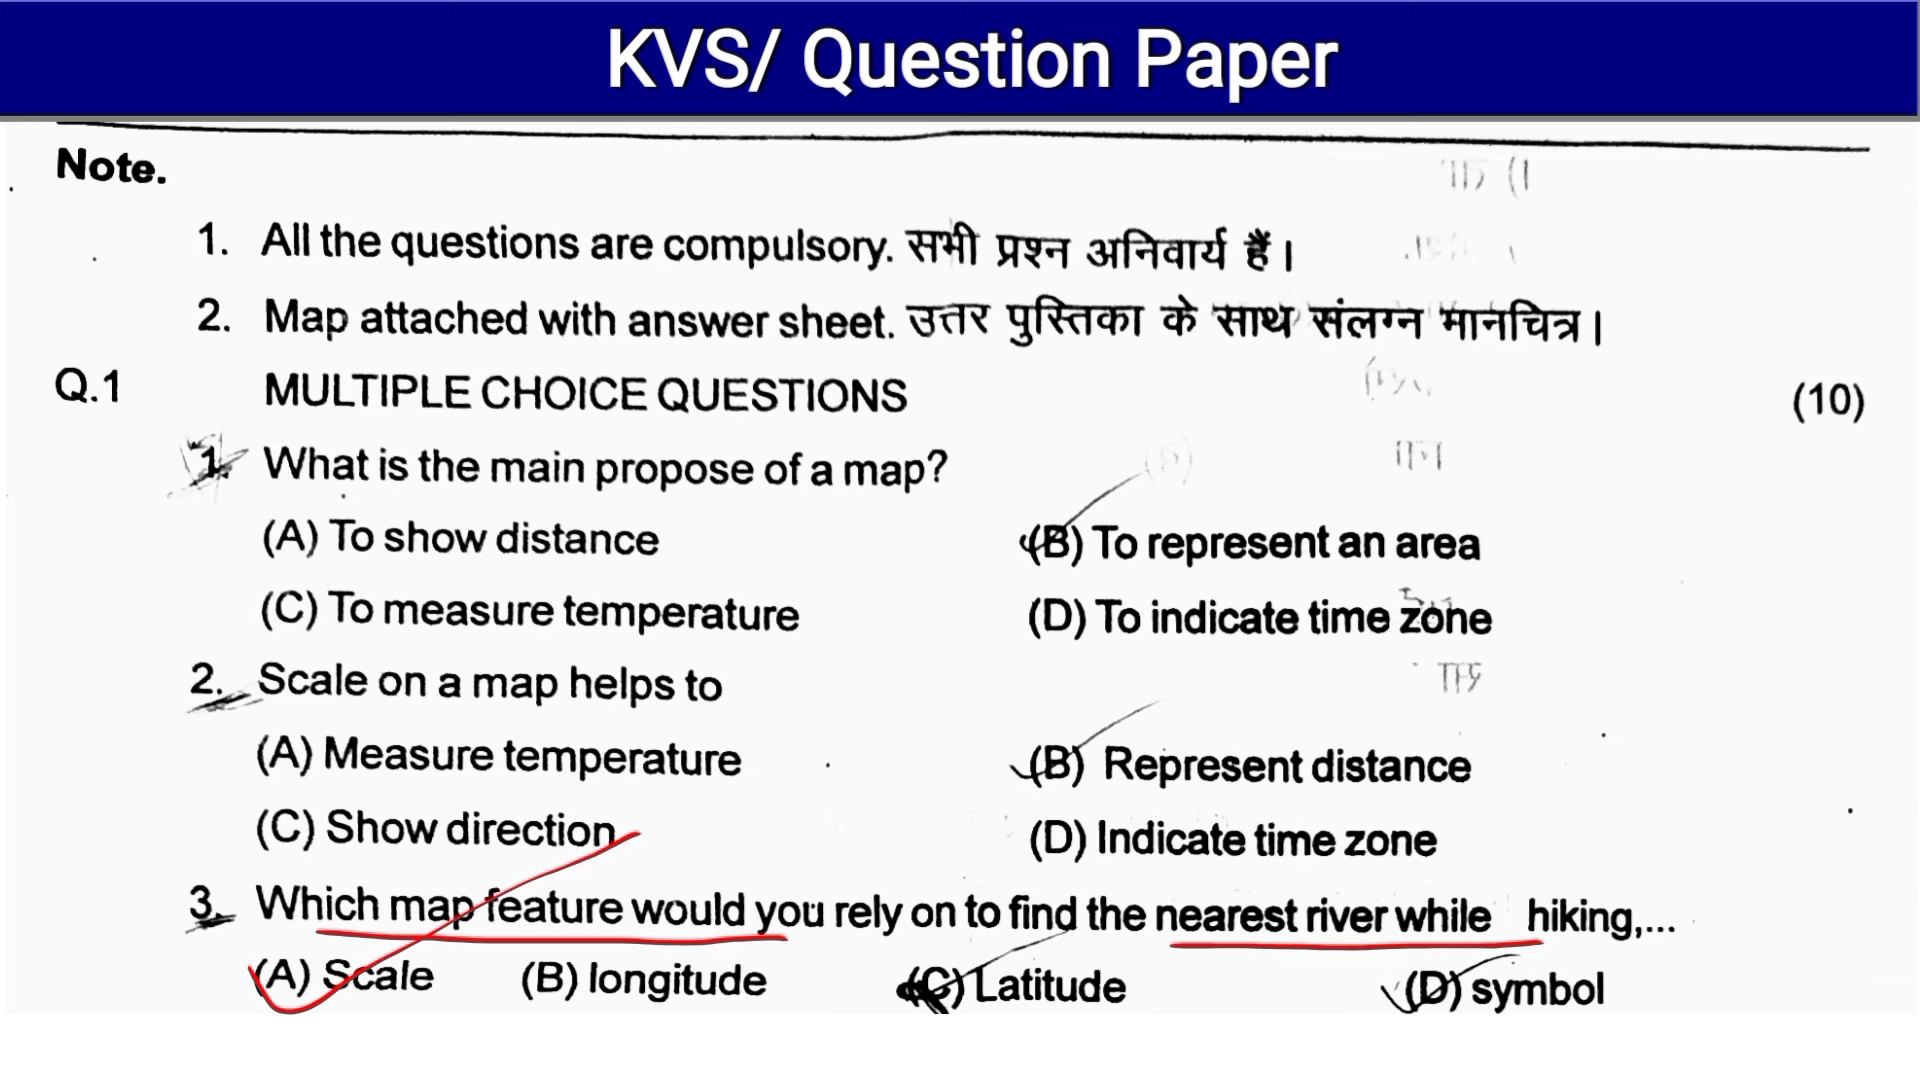 KVS/ Question Paper
Note.
1. All the questions are compulsory. सभी प्रश्न अनिवार्य हैं।
2. Map attached with answer sheet. उत्तर पुस्तिका के साथ संलग्न मानचित्र।
Q.1 MULTIPLE CHOICE QUESTIONS (10)
1. What is the main propose of a map?
(A) To show distance (B) To represent an area
(C) To measure temperature (D) To indicate time zone
2. Scale on a map helps to
(A) Measure temperature (B) Represent distance
(C) Show direction (D) Indicate time zone
3. Which map feature would you rely on to find the nearest river while hiking,...
(A) Scale (B) longitude (C) Latitude (D) symbol